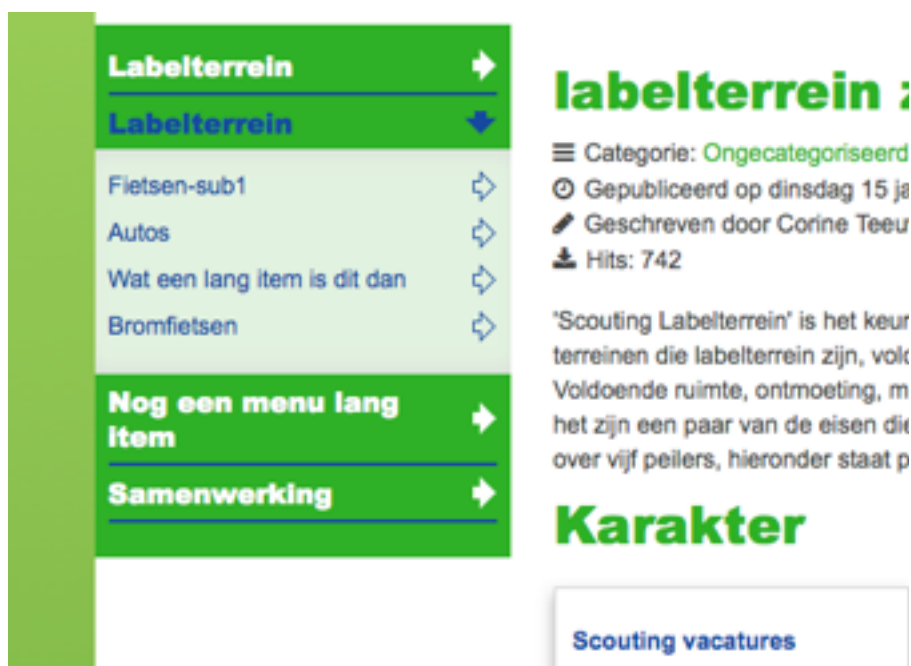 Labelterrein
Labelterrein
Fietsen-sub1
Autos
Wat een lang item is dit dan
Bromfietsen
Nog een menu lang
item
Samenwerking
labelterrein
Categorie: Ongecategoriseerd
Gepubliceerd op dinsdag 15
Geschreven door Corine
Hits: 742
'Scouting Labelterrein' is het
terreinen die labelterrein zijn,
Voldoende ruimte, ontmoeting,
het zijn een paar van de eisen die
over vijf peilers, hieronder staat
Karakter
Scouting vacatures